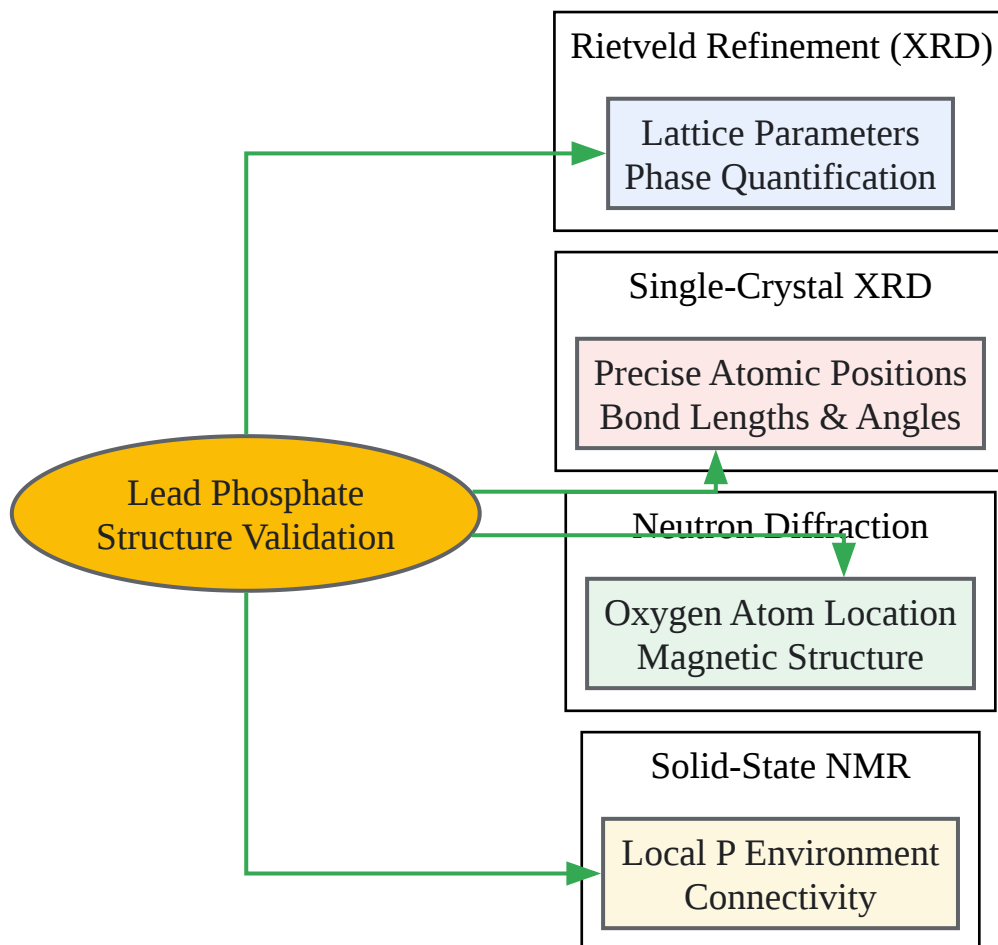 Rietveld Refinement (XRD)
Lattice Parameters
Phase Quantification
Single-Crystal XRD
Precise Atomic Positions
Bond Lengths & Angles
Lead Phosphate
Structure Validation
Neutron Diffraction
Oxygen Atom Location
Magnetic Structure
Solid-State NMR
Local P Environment
Connectivity